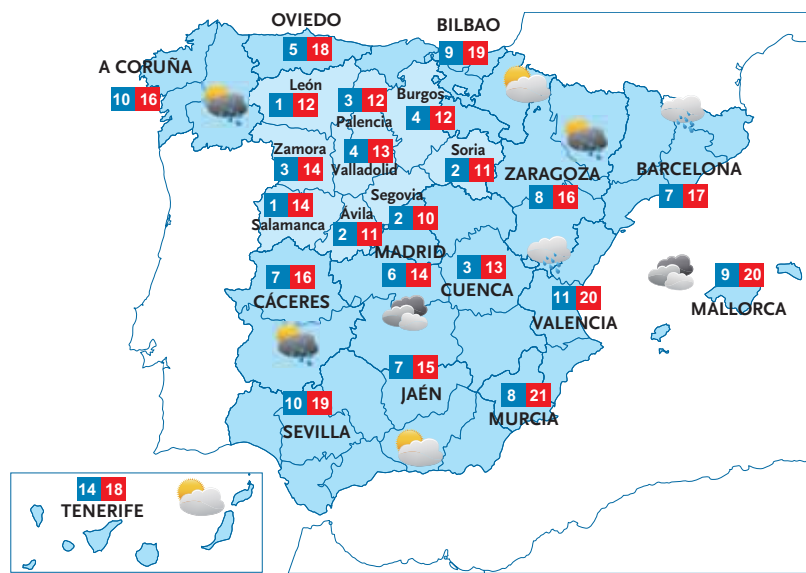 OVIEDO
5 18
BILBAO
9 19
A CORUÑA
10 16
León
1 12
3 12
Palencia
Burgos
4 12
Zamora
3 14
4 13
Valladolid
Soria
2 11
ZARAGOZA
8 16
BARCELONA
7 17
1 14
Salamanca
Segovia
2 10
Ávila
2 11
MADRID
6 14
3 13
CUENCA
7 16
CÁCERES
11 20
VALENCIA
9 20
MALLORCA
7 15
JAÉN
10 19
SEVILLA
8 21
MURCIA
14 18
TENERIFE